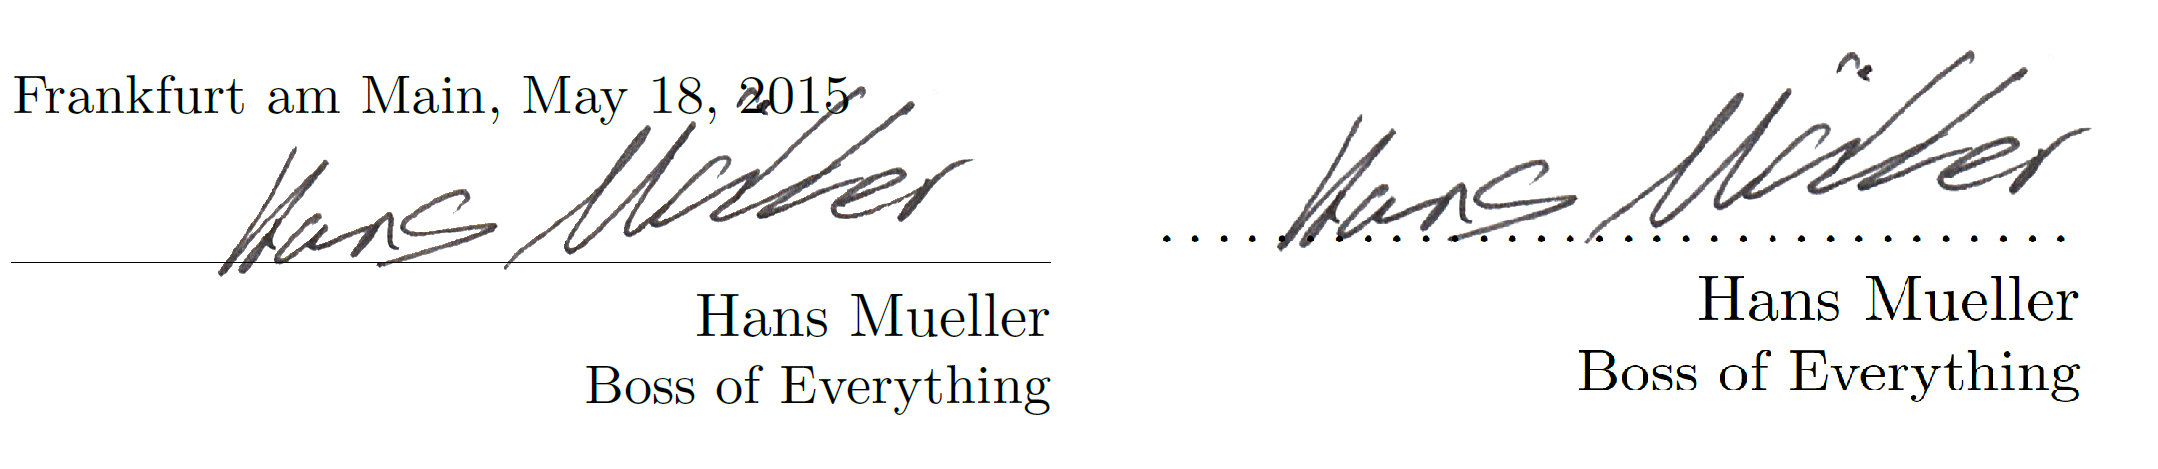 Frankfurt am Main, May 18, 2015
Hans Müller
Hans Mueller
Boss of Everything
Hans Müller
..............................
Hans Mueller
Boss of Everything